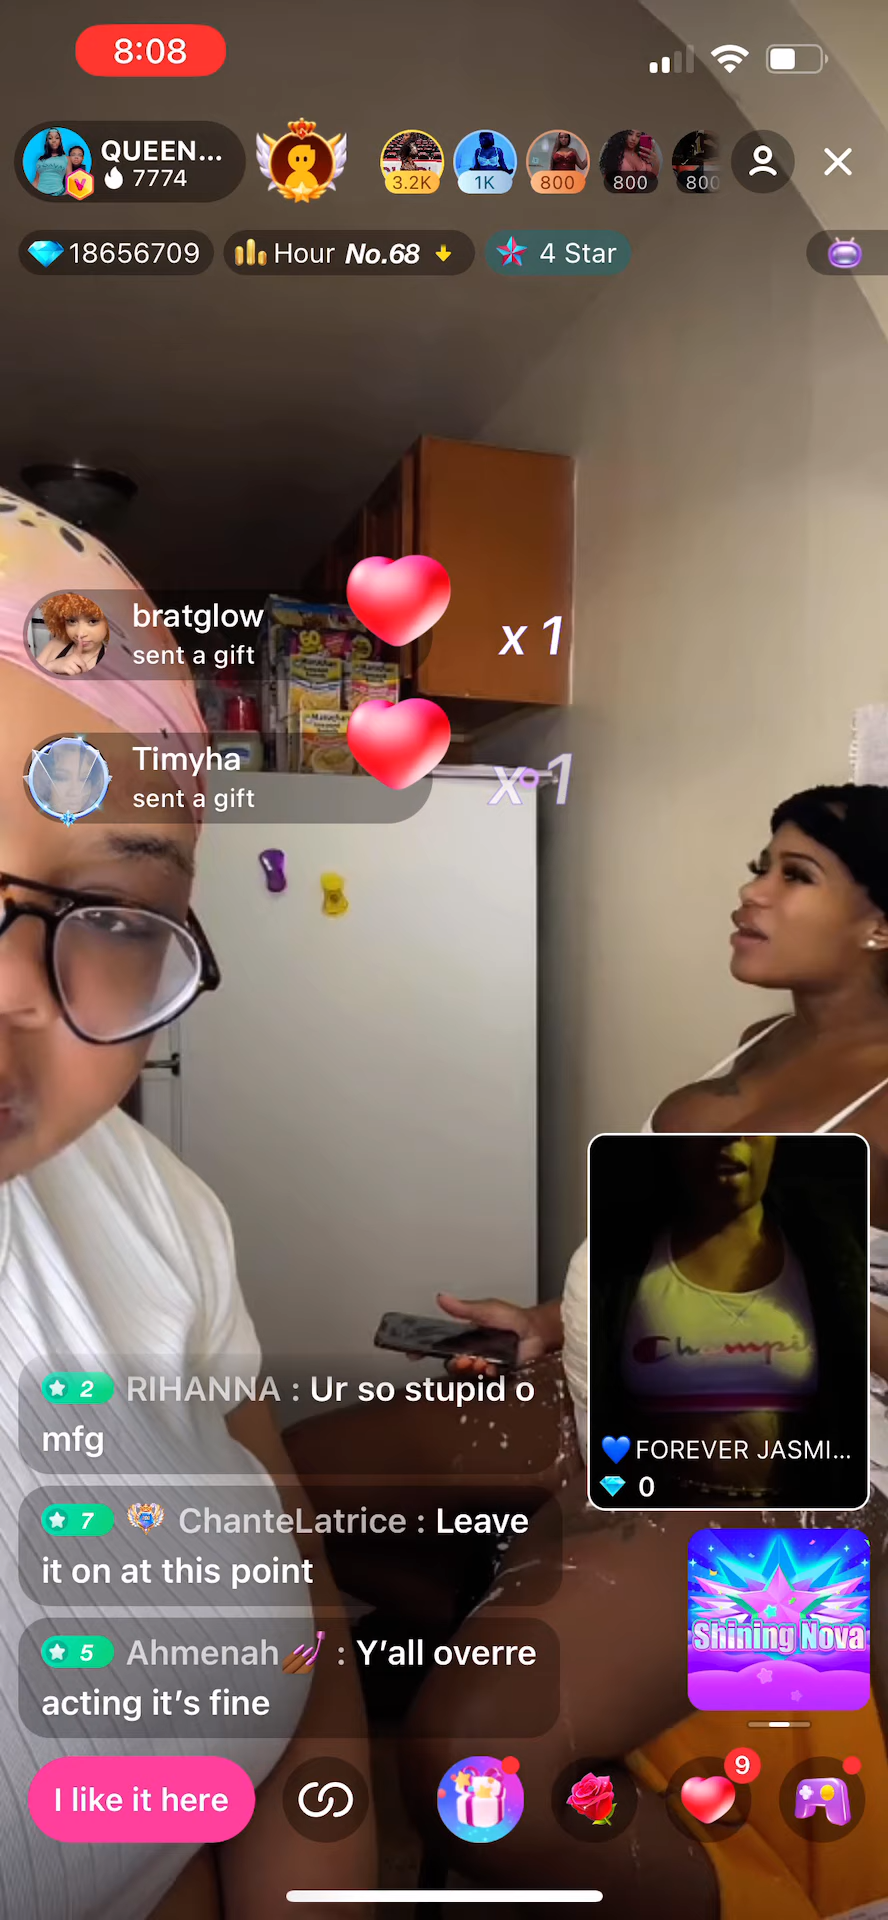 8:08
QUEEN...
7774
3.2K
1K
800
800
800
18656709
Hour No.68
4 Star
bratglow
sent a gift
x 1
Timyha
sent a gift
x 1
Champi
2 RIHANNA : Ur so stupid o
mfg
7 ChanteLatrice : Leave
it on at this point
5 Ahmenah : Y’all overre
acting it’s fine
FOREVER JASMI...
0
Shining Nova
I like it here
9